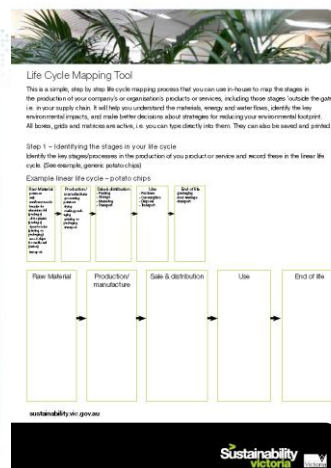 Life Cycle Mapping Tool
This is a simple, step by step life cycle mapping process that you can use in-house to map the stages in
the production of your company's or organisation's products or services, including those stages 'outside the gate'
i.e. in your supply chain. It will help you understand the materials, energy and water flows, identify the key
environmental impacts, and make better decisions about strategies for reducing your environmental footprint.
All boxes, grids and matrices are active, i.e. you can type directly into them. They can also be saved and printed.
Step 1 – Identifying the stages in your life cycle
Identify the key stages/processes in the production of you product or service and record these in the linear life
cycle. (See example, generic potato chips)
Example linear life cycle – potato chips
Raw Material
Production/
manufacture
Sale & distribution
Use
End of life
Raw Material
Production/
manufacture
Sale & distribution
Use
End of life
sustainability.vic.gov.au
Sustainability
victoria